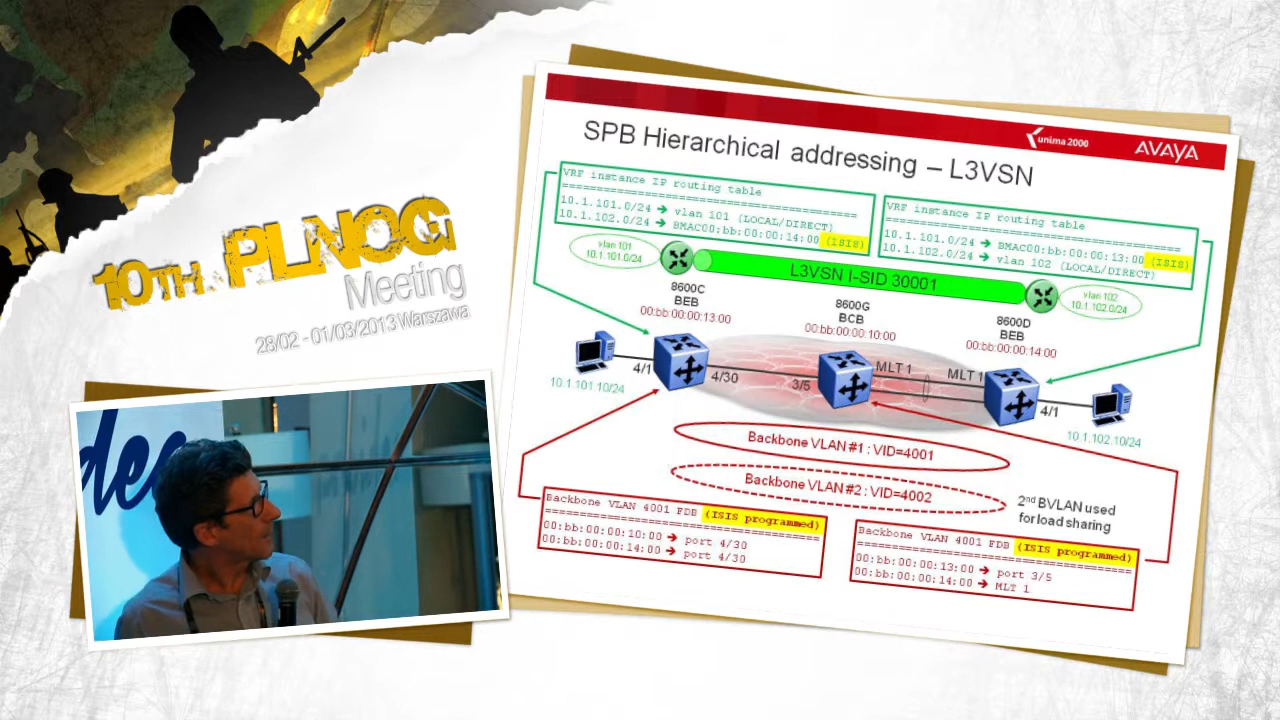 10TH PLNOG
Meeting
28/02 - 01/03/2013 Warszawa
unima 2000
AVAYA
SPB Hierarchical addressing – L3VSN
VRF instance IP routing table
==========================================
10.1.101.0/24 ➔ vlan 101 (LOCAL/DIRECT)
10.1.102.0/24 ➔ BMAC00:bb:00:00:14:00 (ISIS)
VRF instance IP routing table
==========================================
10.1.101.0/24 ➔ BMAC00:bb:00:00:13:00 (ISIS)
10.1.102.0/24 ➔ vlan 102 (LOCAL/DIRECT)
vlan 101
10.1.101.0/24
L3VSN I-SID 30001
vlan 102
10.1.102.0/24
8600C
BEB
00:bb:00:00:13:00
8600G
BCB
00:bb:00:00:10:00
8600D
BEB
00:bb:00:00:14:00
4/1
4/30
3/5
MLT 1
MLT 1
4/1
10.1.101.10/24
10.1.102.10/24
Backbone VLAN #1 : VID=4001
Backbone VLAN #2 : VID=4002
2nd BVLAN used
for load sharing
Backbone VLAN 4001 FDB (ISIS programmed)
==========================================
00:bb:00:00:10:00 ➔ port 4/30
00:bb:00:00:14:00 ➔ port 4/30
Backbone VLAN 4001 FDB (ISIS programmed)
==========================================
00:bb:00:00:13:00 ➔ port 3/5
00:bb:00:00:14:00 ➔ MLT 1